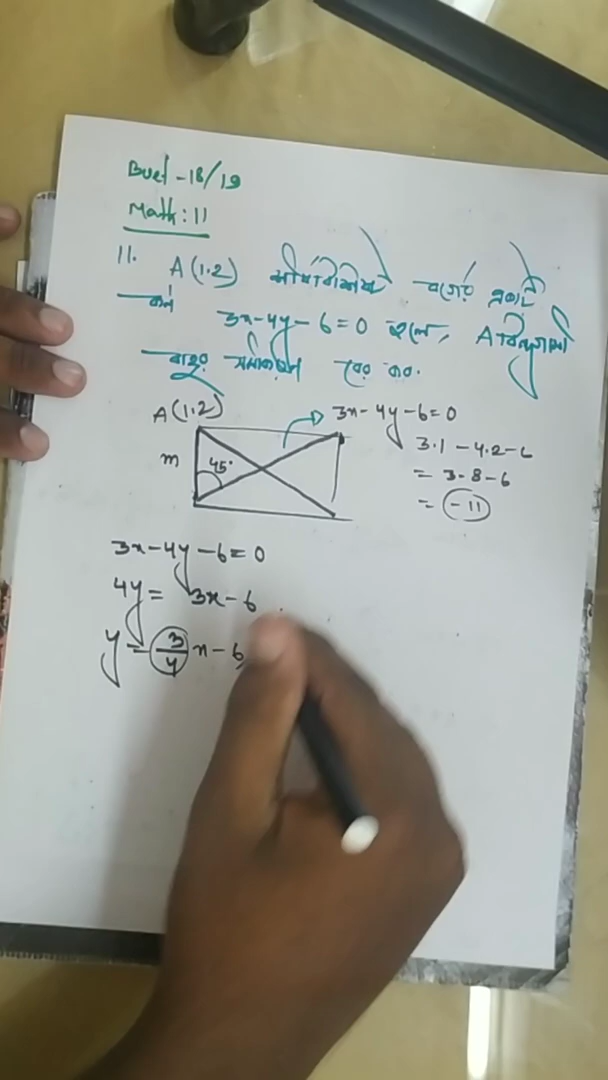 Buet - 18/19
Math: 11
11. A(1.2) শীর্ষবিশিষ্ট বর্গের একটি
কর্ণ 3x-4y-6=0 হলে, A বিন্দুগামী
বাহুর সমীকরণ বের কর.
A(1.2) 3x-4y-6=0
3.1-4.2-6
m 45°
= 3-8-6
= -11
3x-4y-6=0
4y= 3x-6
y= 3/4 x-6